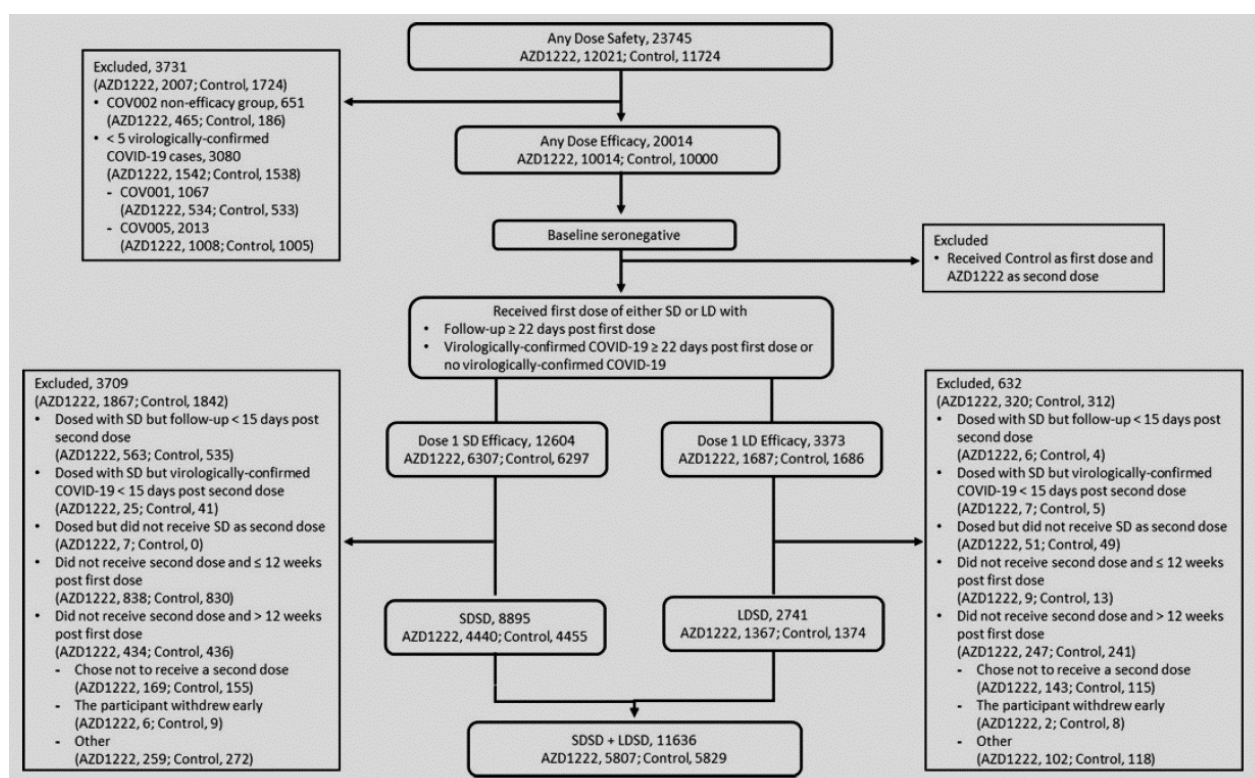 Any Dose Safety, 23745
AZD1222, 12021; Control, 11724
Excluded, 3731
(AZD1222, 2007; Control, 1724)
• COV002 non-efficacy group, 651
(AZD1222, 465; Control, 186)
• < 5 virologically-confirmed
COVID-19 cases, 3080
(AZD1222, 1542; Control, 1538)
- COV001, 1067
(AZD1222, 534; Control, 533)
- COV005, 2013
(AZD1222, 1008; Control, 1005)
Any Dose Efficacy, 20014
AZD1222, 10014; Control, 10000
Baseline seronegative
Excluded
• Received Control as first dose and
AZD1222 as second dose
Received first dose of either SD or LD with
• Follow-up ≥ 22 days post first dose
• Virologically-confirmed COVID-19 ≥ 22 days post first dose or
no virologically-confirmed COVID-19
Excluded, 3709
(AZD1222, 1867; Control, 1842)
• Dosed with SD but follow-up < 15 days post
second dose
(AZD1222, 563; Control, 535)
• Dosed with SD but virologically-confirmed
COVID-19 < 15 days post second dose
(AZD1222, 25; Control, 41)
• Dosed but did not receive SD as second dose
(AZD1222, 7; Control, 0)
• Did not receive second dose and ≤ 12 weeks
post first dose
(AZD1222, 838; Control, 830)
• Did not receive second dose and > 12 weeks
post first dose
(AZD1222, 434; Control, 436)
- Chose not to receive a second dose
(AZD1222, 169; Control, 155)
- The participant withdrew early
(AZD1222, 6; Control, 9)
- Other
(AZD1222, 259; Control, 272)
Dose 1 SD Efficacy, 12604
AZD1222, 6307; Control, 6297
Dose 1 LD Efficacy, 3373
AZD1222, 1687; Control, 1686
Excluded, 632
(AZD1222, 320; Control, 312)
• Dosed with SD but follow-up < 15 days post
second dose
(AZD1222, 6; Control, 4)
• Dosed with SD but virologically-confirmed
COVID-19 < 15 days post second dose
(AZD1222, 7; Control, 5)
• Dosed but did not receive SD as second dose
(AZD1222, 51; Control, 49)
• Did not receive second dose and ≤ 12 weeks
post first dose
(AZD1222, 9; Control, 13)
• Did not receive second dose and > 12 weeks
post first dose
(AZD1222, 247; Control, 241)
- Chose not to receive a second dose
(AZD1222, 143; Control, 115)
- The participant withdrew early
(AZD1222, 2; Control, 8)
- Other
(AZD1222, 102; Control, 118)
SDSD, 8895
AZD1222, 4440; Control, 4455
LDSD, 2741
AZD1222, 1367; Control, 1374
SDSD + LDSD, 11636
AZD1222, 5807; Control, 5829